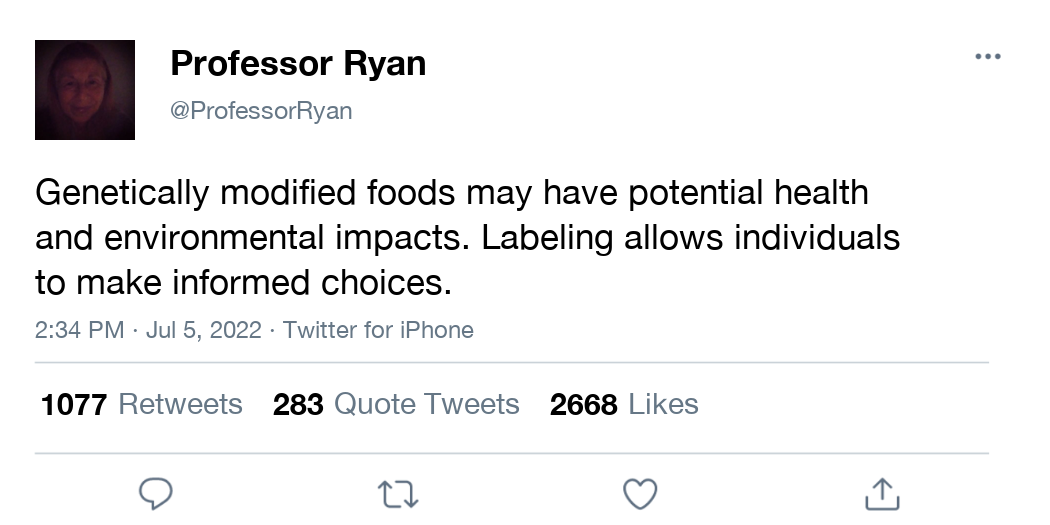 Professor Ryan
@ProfessorRyan
Genetically modified foods may have potential health
and environmental impacts. Labeling allows individuals
to make informed choices.
2:34 PM · Jul 5, 2022 · Twitter for iPhone
1077 Retweets 283 Quote Tweets 2668 Likes